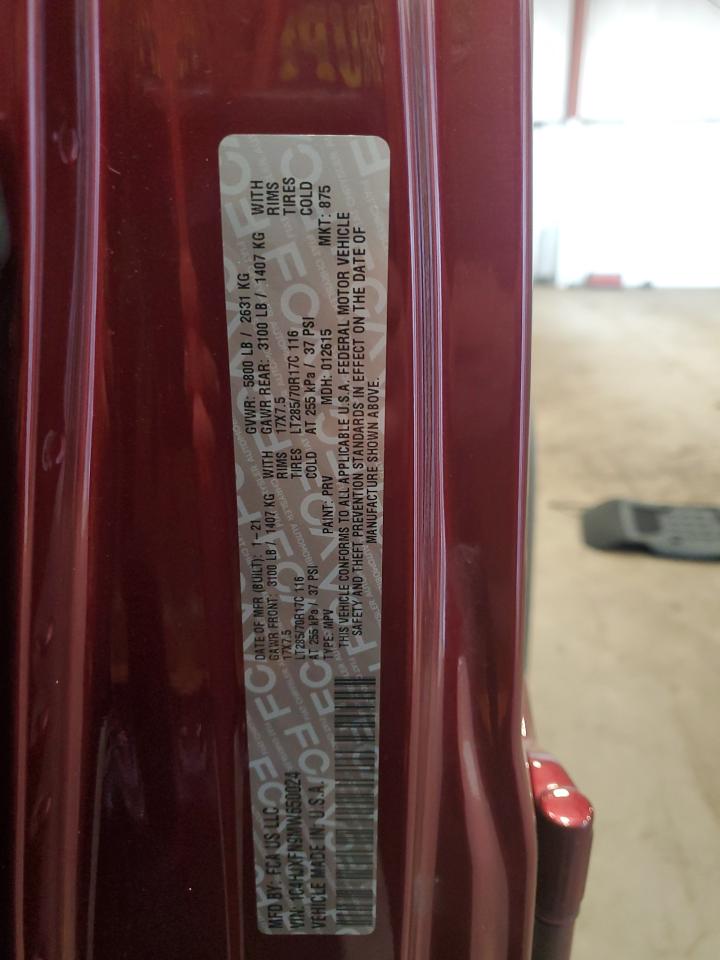 MFD BY: FCA US LLC
DATE OF MFR (BUILT): 1-21
GVWR: 5800 LB / 2631 KG
GAWR FRONT: 3100 LB / 1407 KG WITH
GAWR REAR: 3100 LB / 1407 KG WITH
17X7.5 RIMS
17X7.5 RIMS
LT285/70R17C 116 TIRES
LT285/70R17C 116 TIRES
AT 255 kPa / 37 PSI COLD
AT 255 kPa / 37 PSI COLD
VIN: 1C4HJXFN9MW650024
TYPE: MPV PAINT: PRV MDH: 012615 MKT: 875
VEHICLE MADE IN U.S.A.
THIS VEHICLE CONFORMS TO ALL APPLICABLE U.S.A. FEDERAL MOTOR VEHICLE
SAFETY AND THEFT PREVENTION STANDARDS IN EFFECT ON THE DATE OF
MANUFACTURE SHOWN ABOVE.